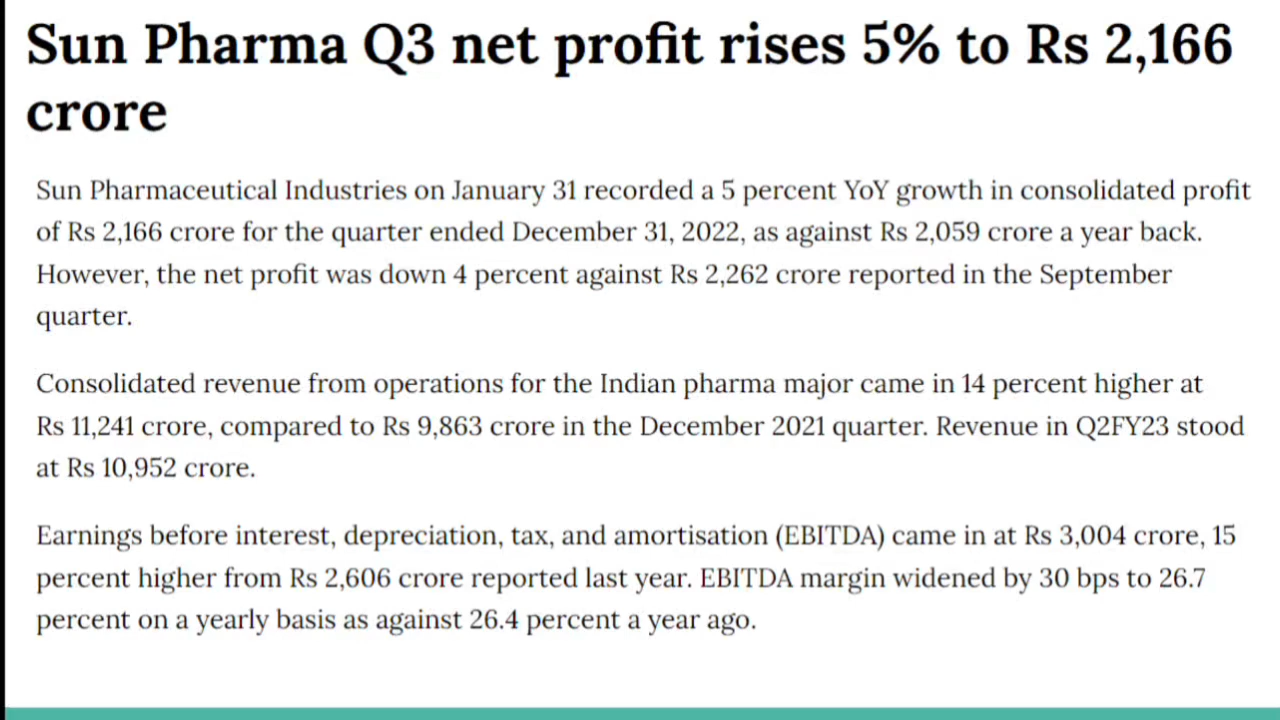 Sun Pharma Q3 net profit rises 5% to Rs 2,166
crore
Sun Pharmaceutical Industries on January 31 recorded a 5 percent YoY growth in consolidated profit
of Rs 2,166 crore for the quarter ended December 31, 2022, as against Rs 2,059 crore a year back.
However, the net profit was down 4 percent against Rs 2,262 crore reported in the September
quarter.
Consolidated revenue from operations for the Indian pharma major came in 14 percent higher at
Rs 11,241 crore, compared to Rs 9,863 crore in the December 2021 quarter. Revenue in Q2FY23 stood
at Rs 10,952 crore.
Earnings before interest, depreciation, tax, and amortisation (EBITDA) came in at Rs 3,004 crore, 15
percent higher from Rs 2,606 crore reported last year. EBITDA margin widened by 30 bps to 26.7
percent on a yearly basis as against 26.4 percent a year ago.